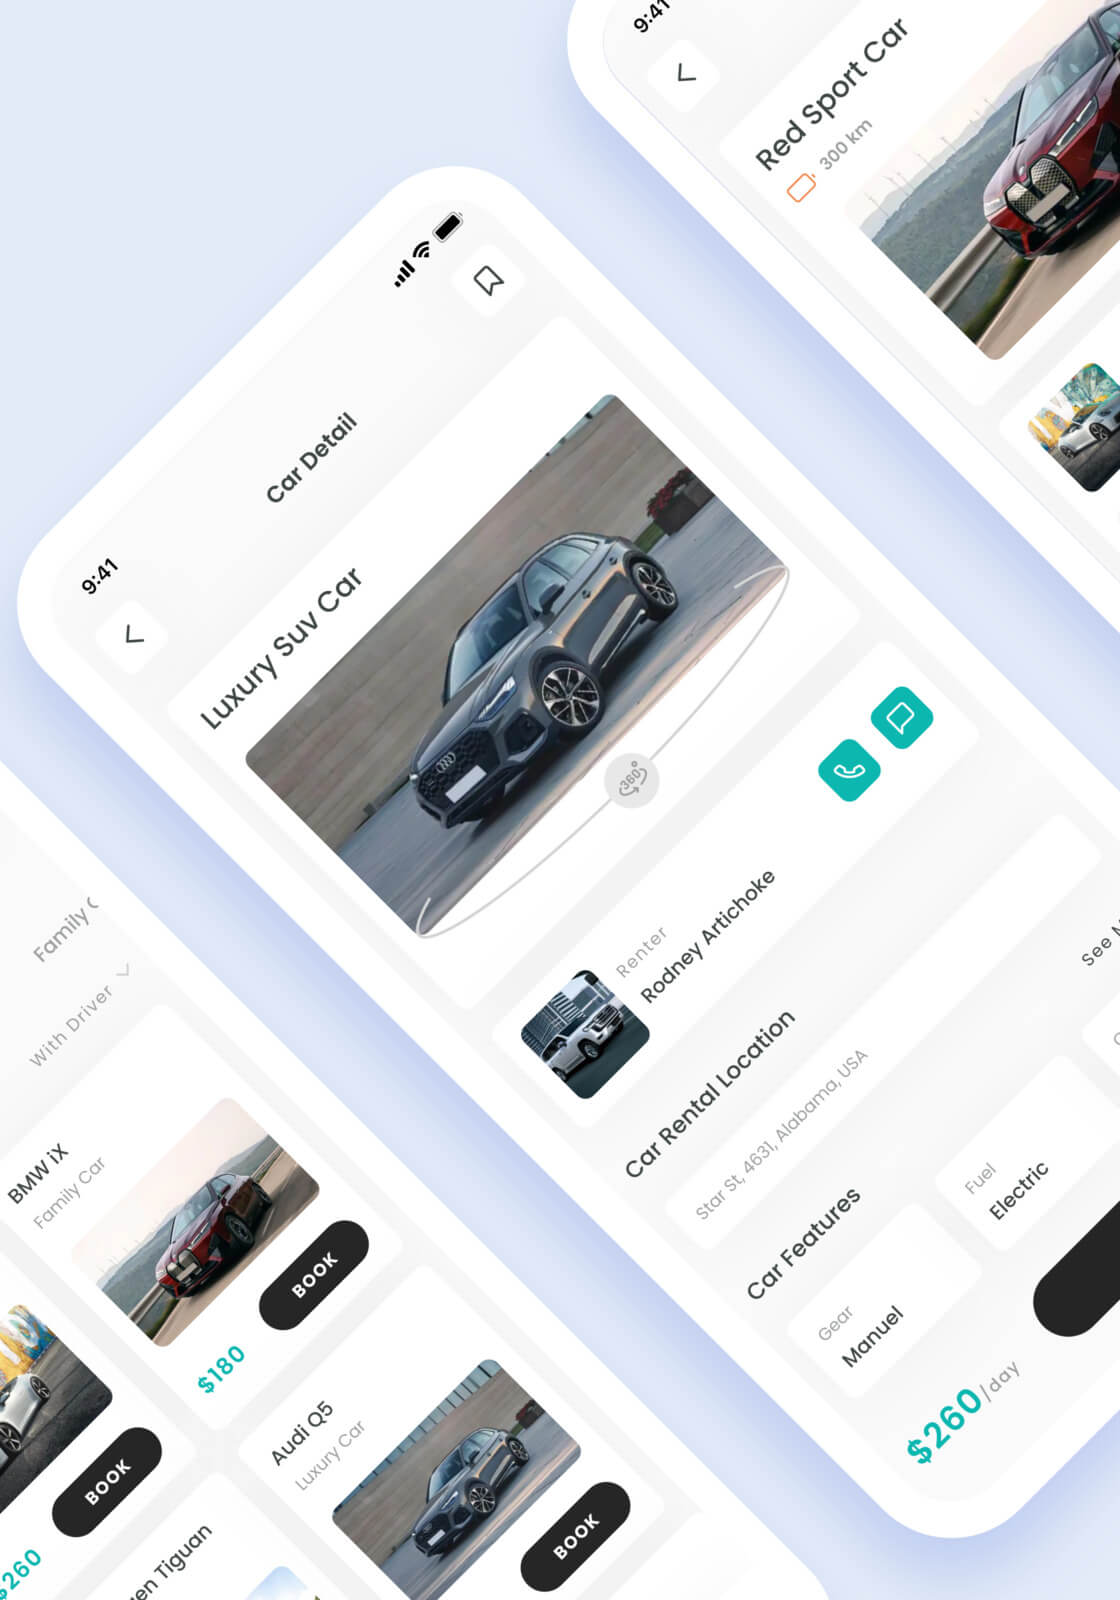 9:41
Car Detail
Luxury Suv Car
360°
Renter
Rodney Artichoke
Car Rental Location
Star St, 4631, Alabama, USA
Car Features
See
Gear
Manuel
Fuel
Electric
$260/day
9:41
Red Sport Car
300 km
Family C
With Driver
BMW iX
Family Car
$180
BOOK
Audi Q5
Luxury Car
BOOK
$260
BOOK
en Tiguan